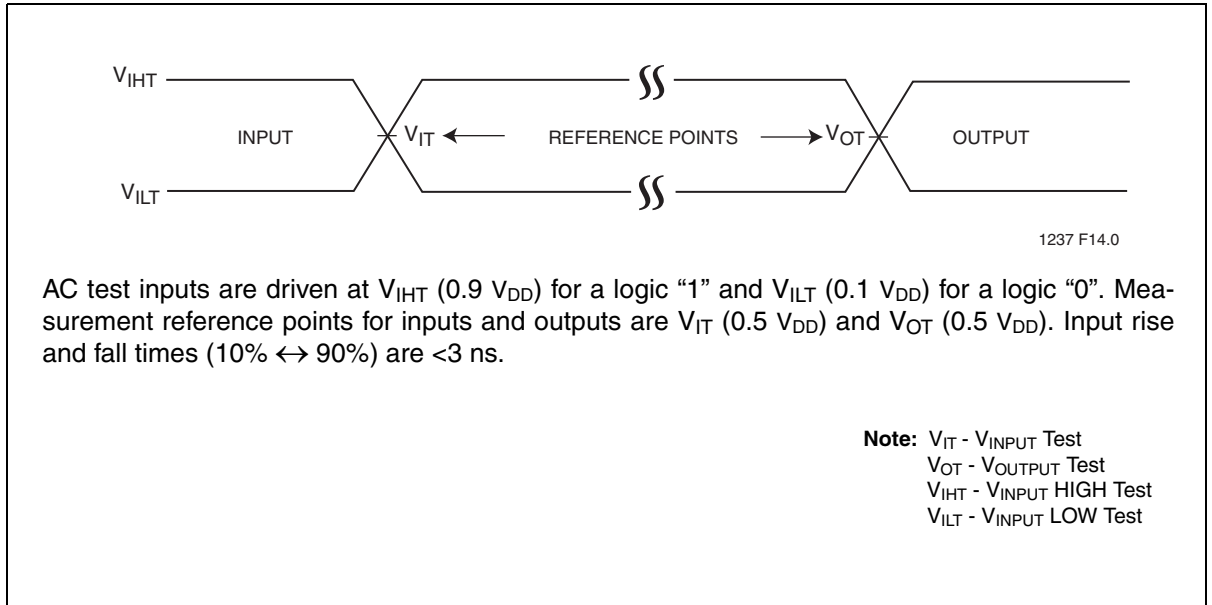 VIHT
INPUT VIT REFERENCE POINTS VOT OUTPUT
VILT
1237 F14.0
AC test inputs are driven at VIHT (0.9 VDD) for a logic “1” and VILT (0.1 VDD) for a logic “0”. Mea-
surement reference points for inputs and outputs are VIT (0.5 VDD) and VOT (0.5 VDD). Input rise
and fall times (10% ↔ 90%) are <3 ns.
Note: VIT - VINPUT Test
VOT - VOUTPUT Test
VIHT - VINPUT HIGH Test
VILT - VINPUT LOW Test